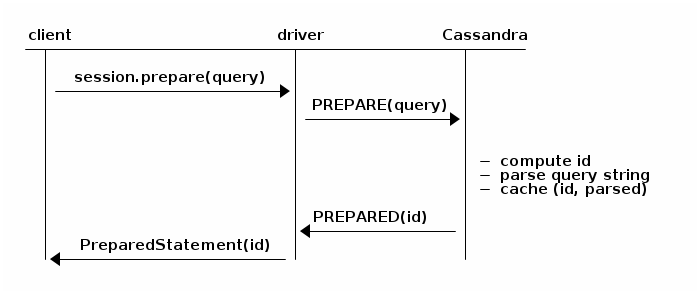 client
driver
Cassandra
session.prepare(query)
PREPARE(query)
– compute id
– parse query string
– cache (id, parsed)
PREPARED(id)
PreparedStatement(id)